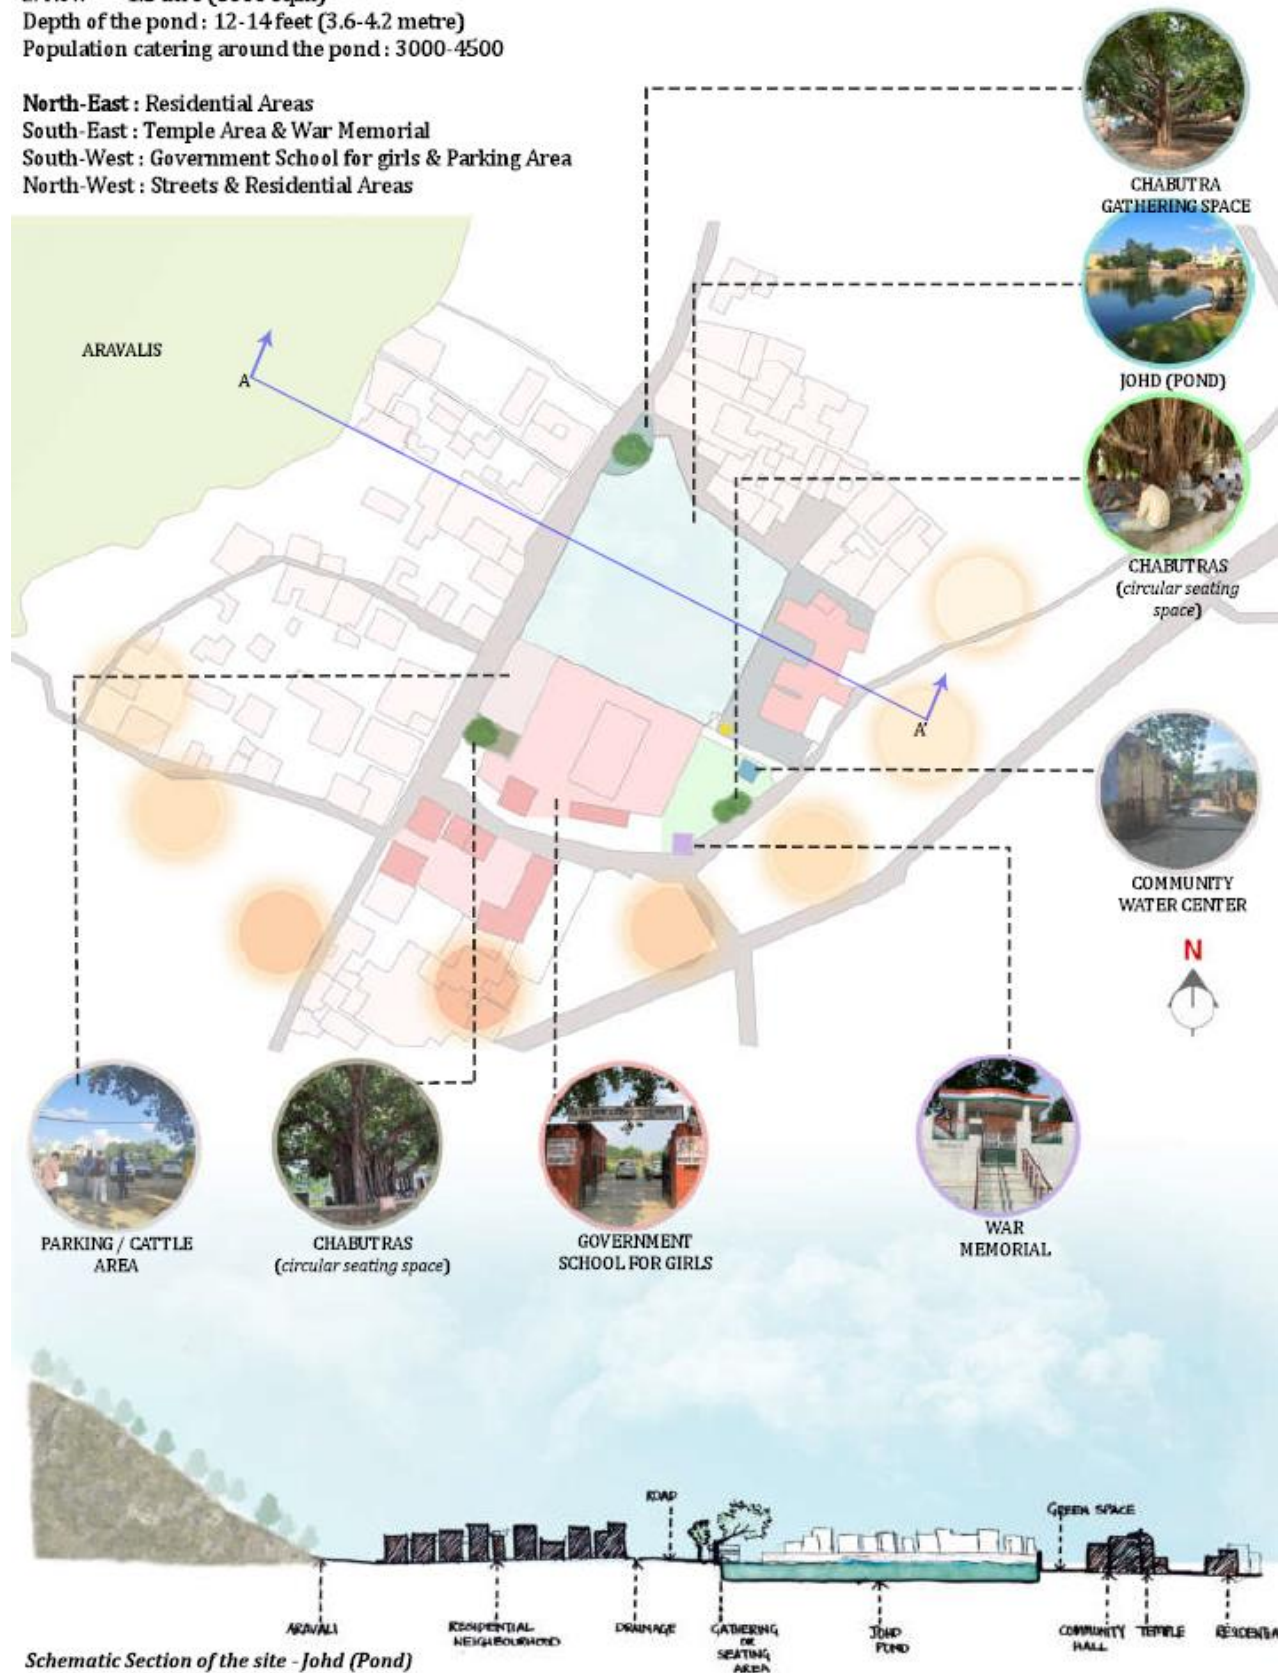 Depth of the pond : 12-14 feet (3.6-4.2 metre)
Population catering around the pond : 3000-4500
North-East : Residential Areas
South-East : Temple Area & War Memorial
South-West : Government School for girls & Parking Area
North-West : Streets & Residential Areas
CHABUTRA
GATHERING SPACE
ARAVALIS
A
JOHD (POND)
CHABUTRAS
(circular seating
space)
A'
COMMUNITY
WATER CENTER
N
PARKING / CATTLE
AREA
CHABUTRAS
(circular seating space)
GOVERNMENT
SCHOOL FOR GIRLS
WAR
MEMORIAL
ROAD
GREEN SPACE
ARAVALI
RESIDENTIAL
NEIGHBOURHOOD
DRAINAGE
GATHERING
OR
SEATING
AREA
JOHD
POND
COMMUNITY
HALL
TEMPLE
RESIDENTIA
Schematic Section of the site - Johd (Pond)